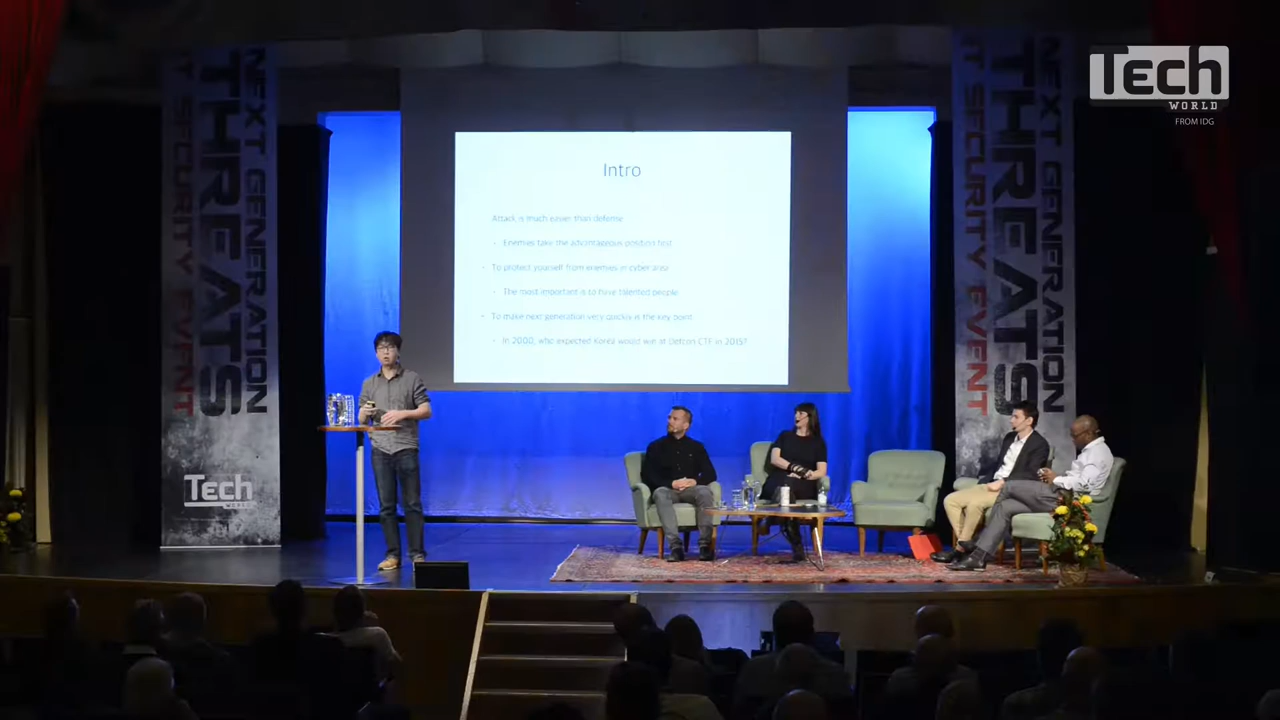 Tech
WORLD
FROM IDG
NEXT GENERATION
THREATS
IT SECURITY EVENT
Tech
WORLD
Intro
Attack is much easier than defense
- Enemies take the advantageous position first
- To protect yourself from enemies in cyber area
- The most important is to have talented people
- To make next generation very quickly is the key point
- In 2000, who expected Korea would win at Defcon CTF in 2015?
NEXT GENERATION
THREATS
IT SECURITY EVENT